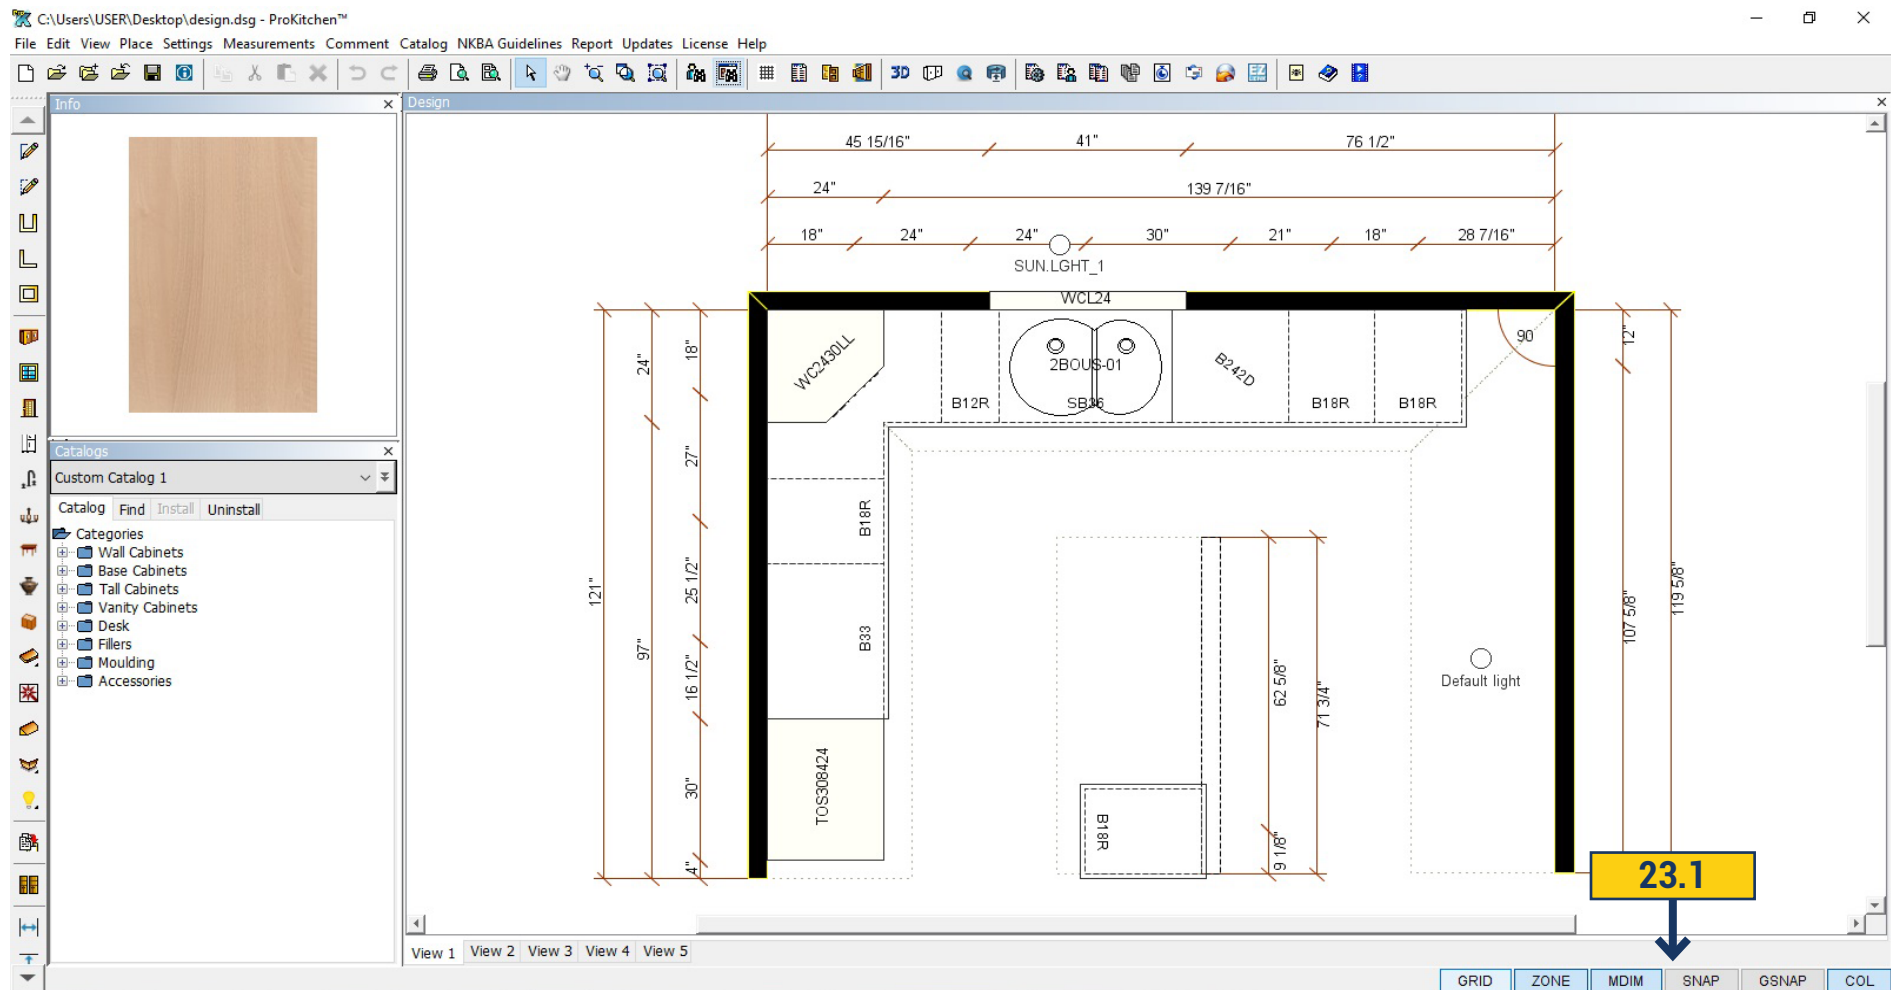 C:\Users\USER\Desktop\design.dsg - ProKitchen™
File Edit View Place Settings Measurements Comment Catalog NKBA Guidelines Report Updates License Help
3D
Info
Design
45 15/16" 41" 76 1/2"
24" 139 7/16"
18" 24" 24" 30" 21" 18" 28 7/16"
SUN.LGHT_1
WCL24
WC2430LL
2BOUS-01
B12R
SB36
B242D
B18R
B18R
90
12"
24"
18"
27"
B18R
25 1/2"
121"
97"
B33
16 1/2"
TOS308424
30"
4"
62 5/8"
71 3/4"
9 1/8"
B18R
Default light
107 5/8"
119 5/8"
Catalogs
Custom Catalog 1
Catalog Find Install Uninstall
Categories
Wall Cabinets
Base Cabinets
Tall Cabinets
Vanity Cabinets
Desk
Fillers
Moulding
Accessories
23.1
View 1 View 2 View 3 View 4 View 5
GRID ZONE MDIM SNAP GSNAP COL